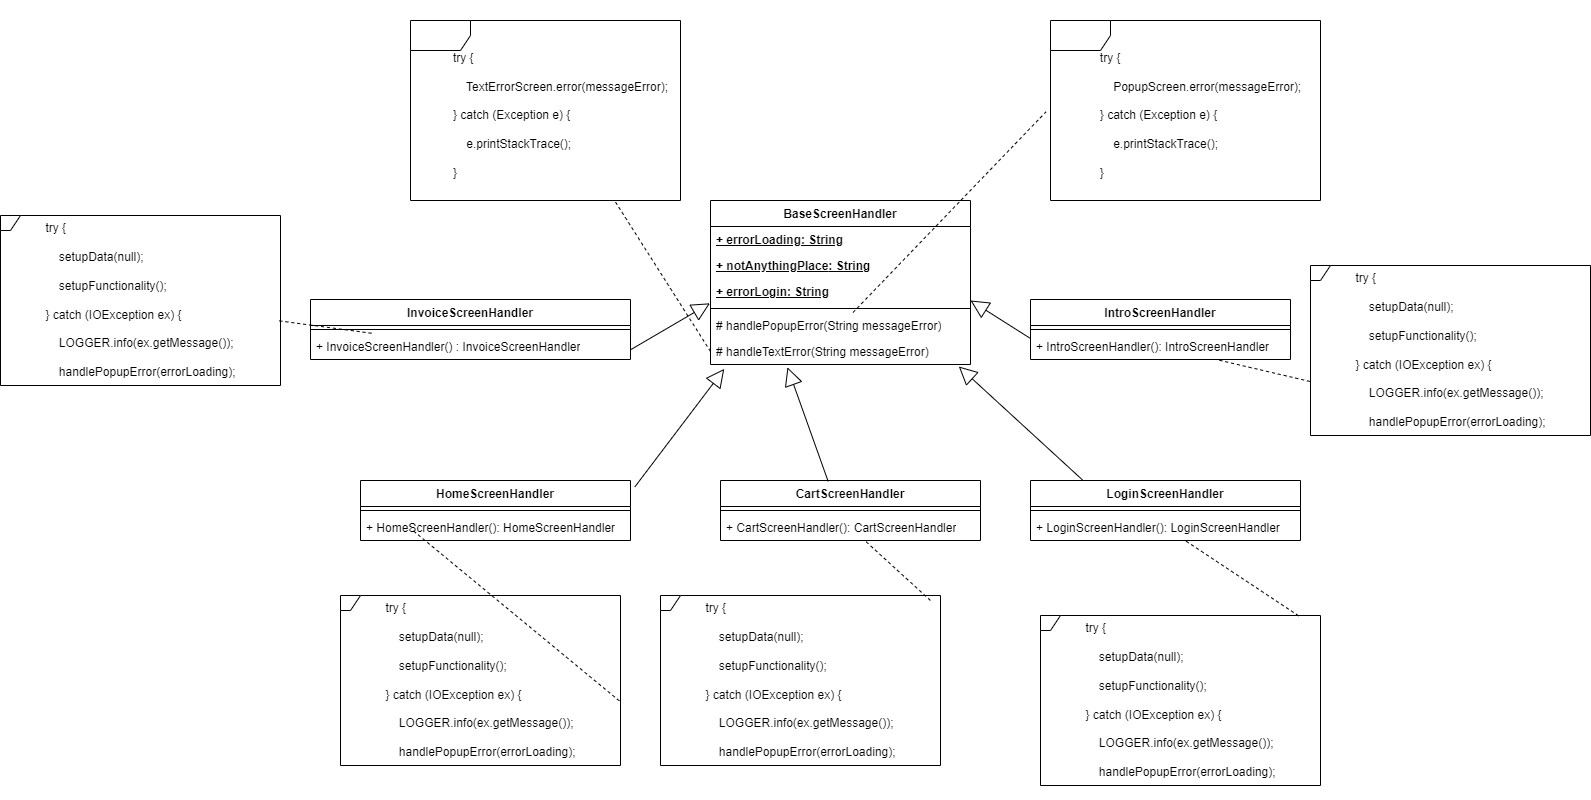 try {
TextErrorScreen.error(messageError);
} catch (Exception e) {
e.printStackTrace();
}
try {
PopupScreen.error(messageError);
} catch (Exception e) {
e.printStackTrace();
}
try {
setupData(null);
setupFunctionality();
} catch (IOException ex) {
LOGGER.info(ex.getMessage());
handlePopupError(errorLoading);
InvoiceScreenHandler
+ InvoiceScreenHandler() : InvoiceScreenHandler
BaseScreenHandler
+ errorLoading: String
+ notAnythingPlace: String
+ errorLogin: String
# handlePopupError(String messageError)
# handleTextError(String messageError)
IntroScreenHandler
+ IntroScreenHandler(): IntroScreenHandler
try {
setupData(null);
setupFunctionality();
} catch (IOException ex) {
LOGGER.info(ex.getMessage());
handlePopupError(errorLoading);
HomeScreenHandler
+ HomeScreenHandler(): HomeScreenHandler
CartScreenHandler
+ CartScreenHandler(): CartScreenHandler
LoginScreenHandler
+ LoginScreenHandler(): LoginScreenHandler
try {
setupData(null);
setupFunctionality();
} catch (IOException ex) {
LOGGER.info(ex.getMessage());
handlePopupError(errorLoading);
try {
setupData(null);
setupFunctionality();
} catch (IOException ex) {
LOGGER.info(ex.getMessage());
handlePopupError(errorLoading);
try {
setupData(null);
setupFunctionality();
} catch (IOException ex) {
LOGGER.info(ex.getMessage());
handlePopupError(errorLoading);